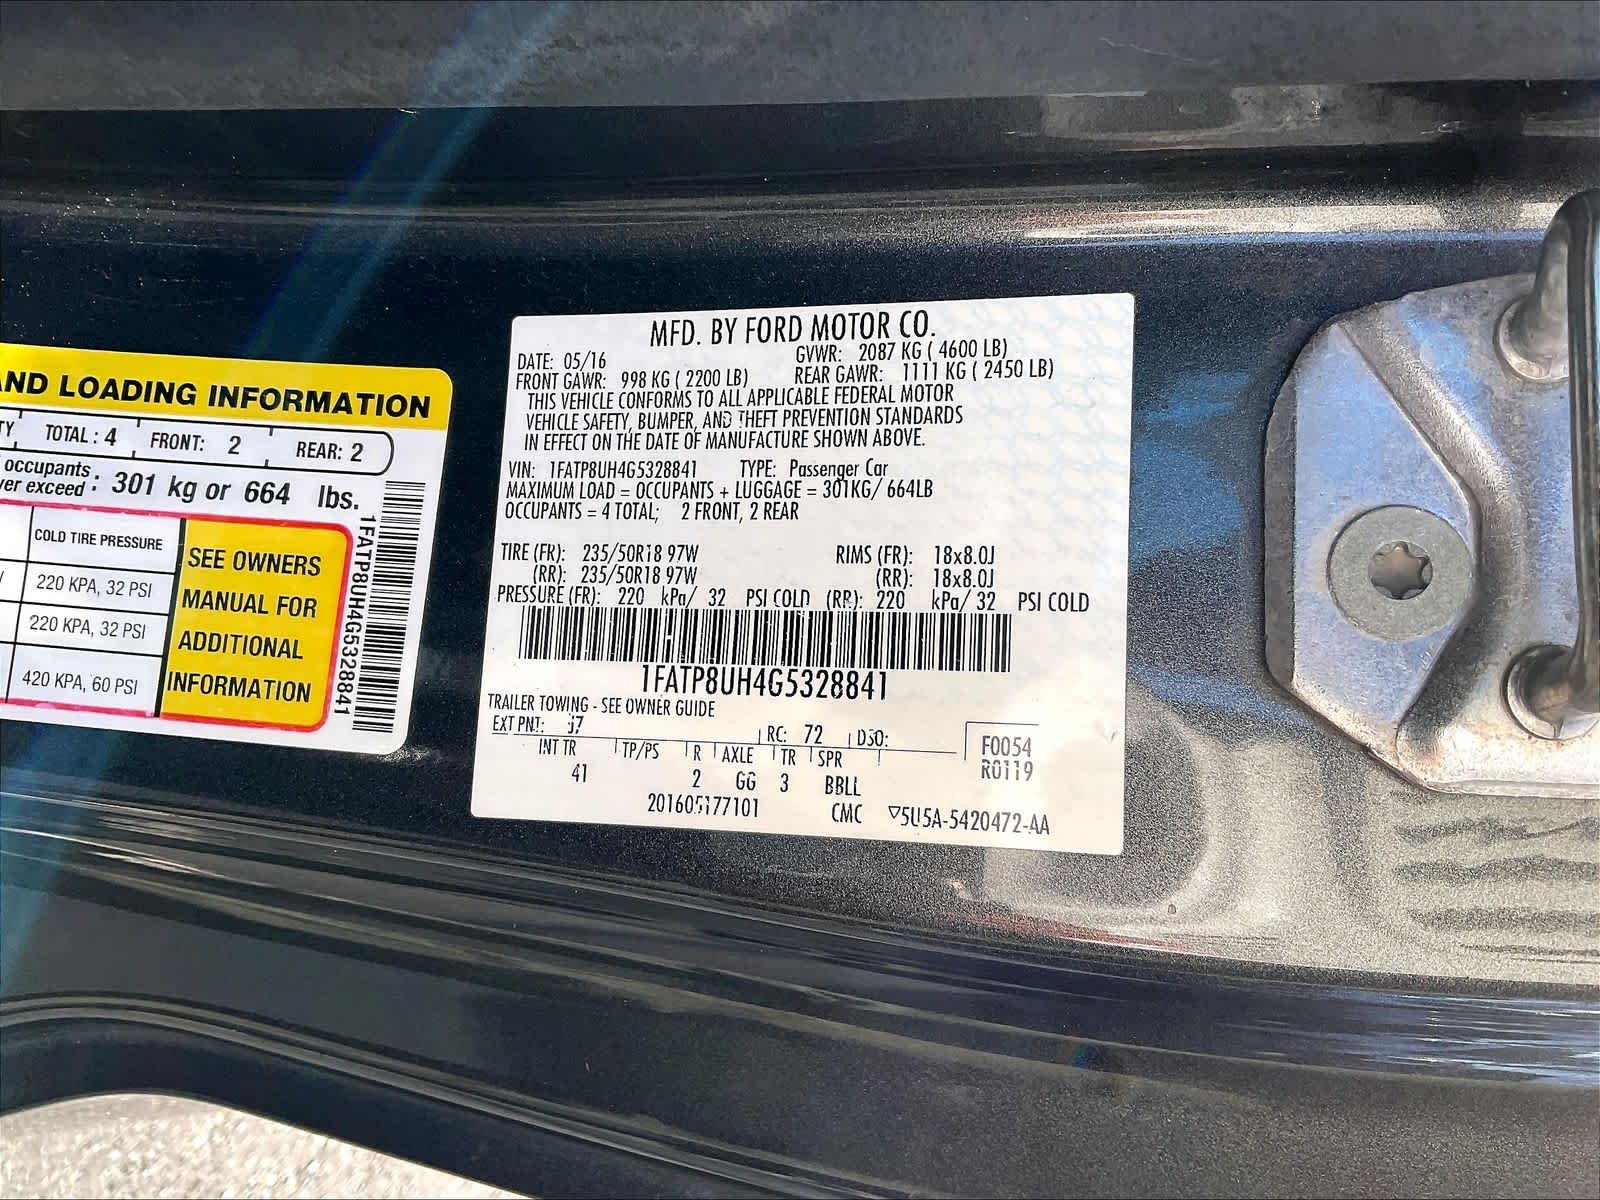 AND LOADING INFORMATION
TOTAL: 4 FRONT: 2 REAR: 2
occupants
exceed : 301 kg or 664 lbs.
COLD TIRE PRESSURE
220 KPA, 32 PSI
220 KPA, 32 PSI
420 KPA, 60 PSI
SEE OWNERS
MANUAL FOR
ADDITIONAL
INFORMATION
1FATP8UH4G5328841
MFD. BY FORD MOTOR CO.
DATE: 05/16 GVWR: 2087 KG ( 4600 LB)
FRONT GAWR: 998 KG ( 2200 LB) REAR GAWR: 1111 KG ( 2450 LB)
THIS VEHICLE CONFORMS TO ALL APPLICABLE FEDERAL MOTOR
VEHICLE SAFETY, BUMPER, AND THEFT PREVENTION STANDARDS
IN EFFECT ON THE DATE OF MANUFACTURE SHOWN ABOVE.
VIN: 1FATP8UH4G5328841 TYPE: Passenger Car
MAXIMUM LOAD = OCCUPANTS + LUGGAGE = 301KG/ 664LB
OCCUPANTS = 4 TOTAL; 2 FRONT, 2 REAR
TIRE (FR): 235/50R18 97W RIMS (FR): 18x8.0J
(RR): 235/50R18 97W (RR): 18x8.0J
PRESSURE (FR): 220 kPa/ 32 PSI COLD (RR): 220 kPa/ 32 PSI COLD
1FATP8UH4G5328841
TRAILER TOWING - SEE OWNER GUIDE
EXT PNT: J7 RC: 72 DSO:
INT TR TP/PS R AXLE TR SPR
41 2 GG 3 BBLL
F0054
R0119
201605177101 CMC ▽5U5A-5420472-AA